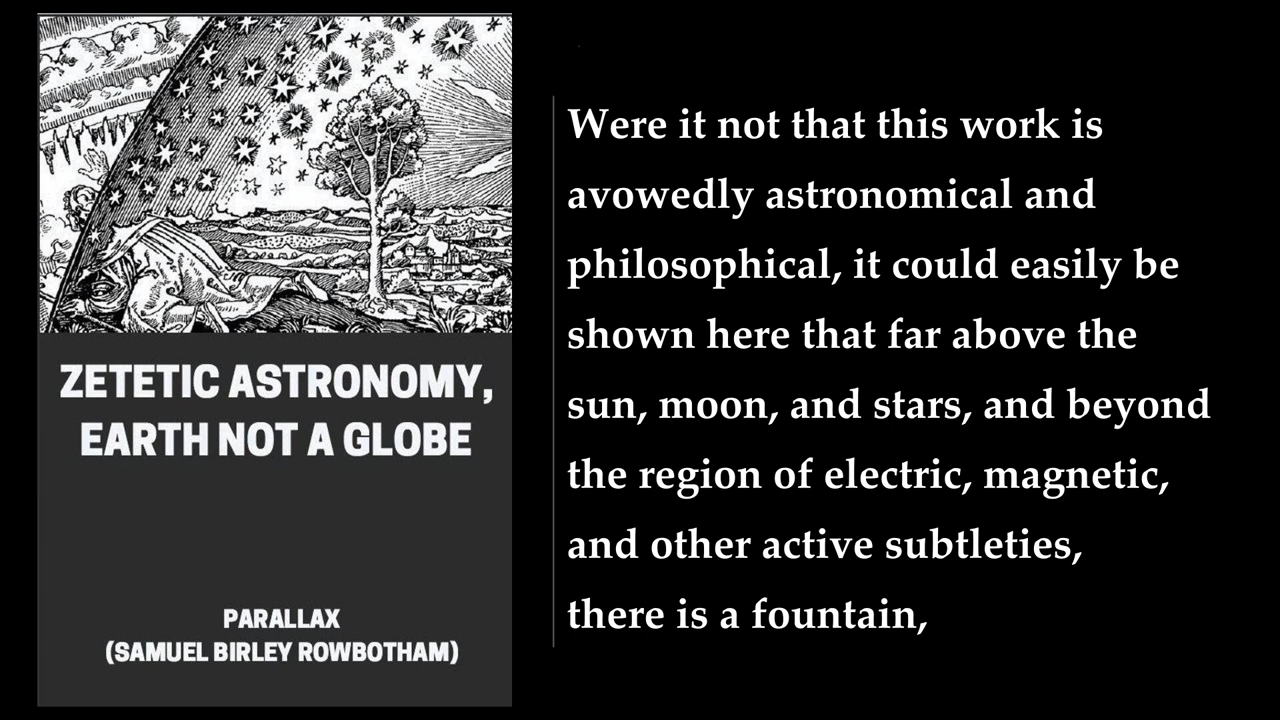 ZETETIC ASTRONOMY,
EARTH NOT A GLOBE
PARALLAX
(SAMUEL BIRLEY ROWBOTHAM)
Were it not that this work is
avowedly astronomical and
philosophical, it could easily be
shown here that far above the
sun, moon, and stars, and beyond
the region of electric, magnetic,
and other active subtleties,
there is a fountain,